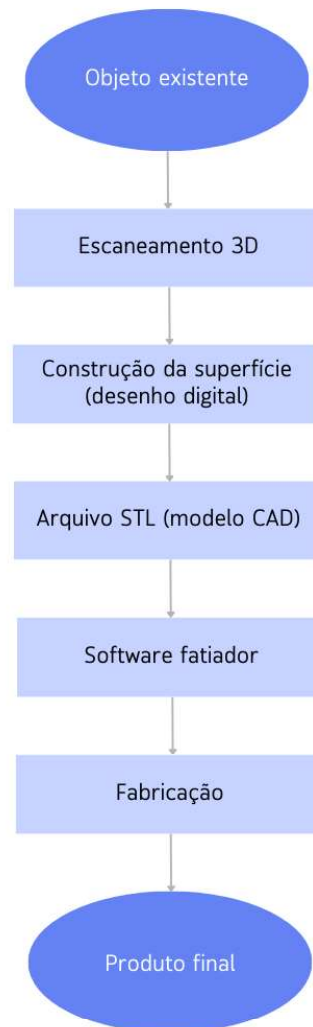 Objeto existente
Escaneamento 3D
Construção da superfície
(desenho digital)
Arquivo STL (modelo CAD)
Software fatiador
Fabricação
Produto final